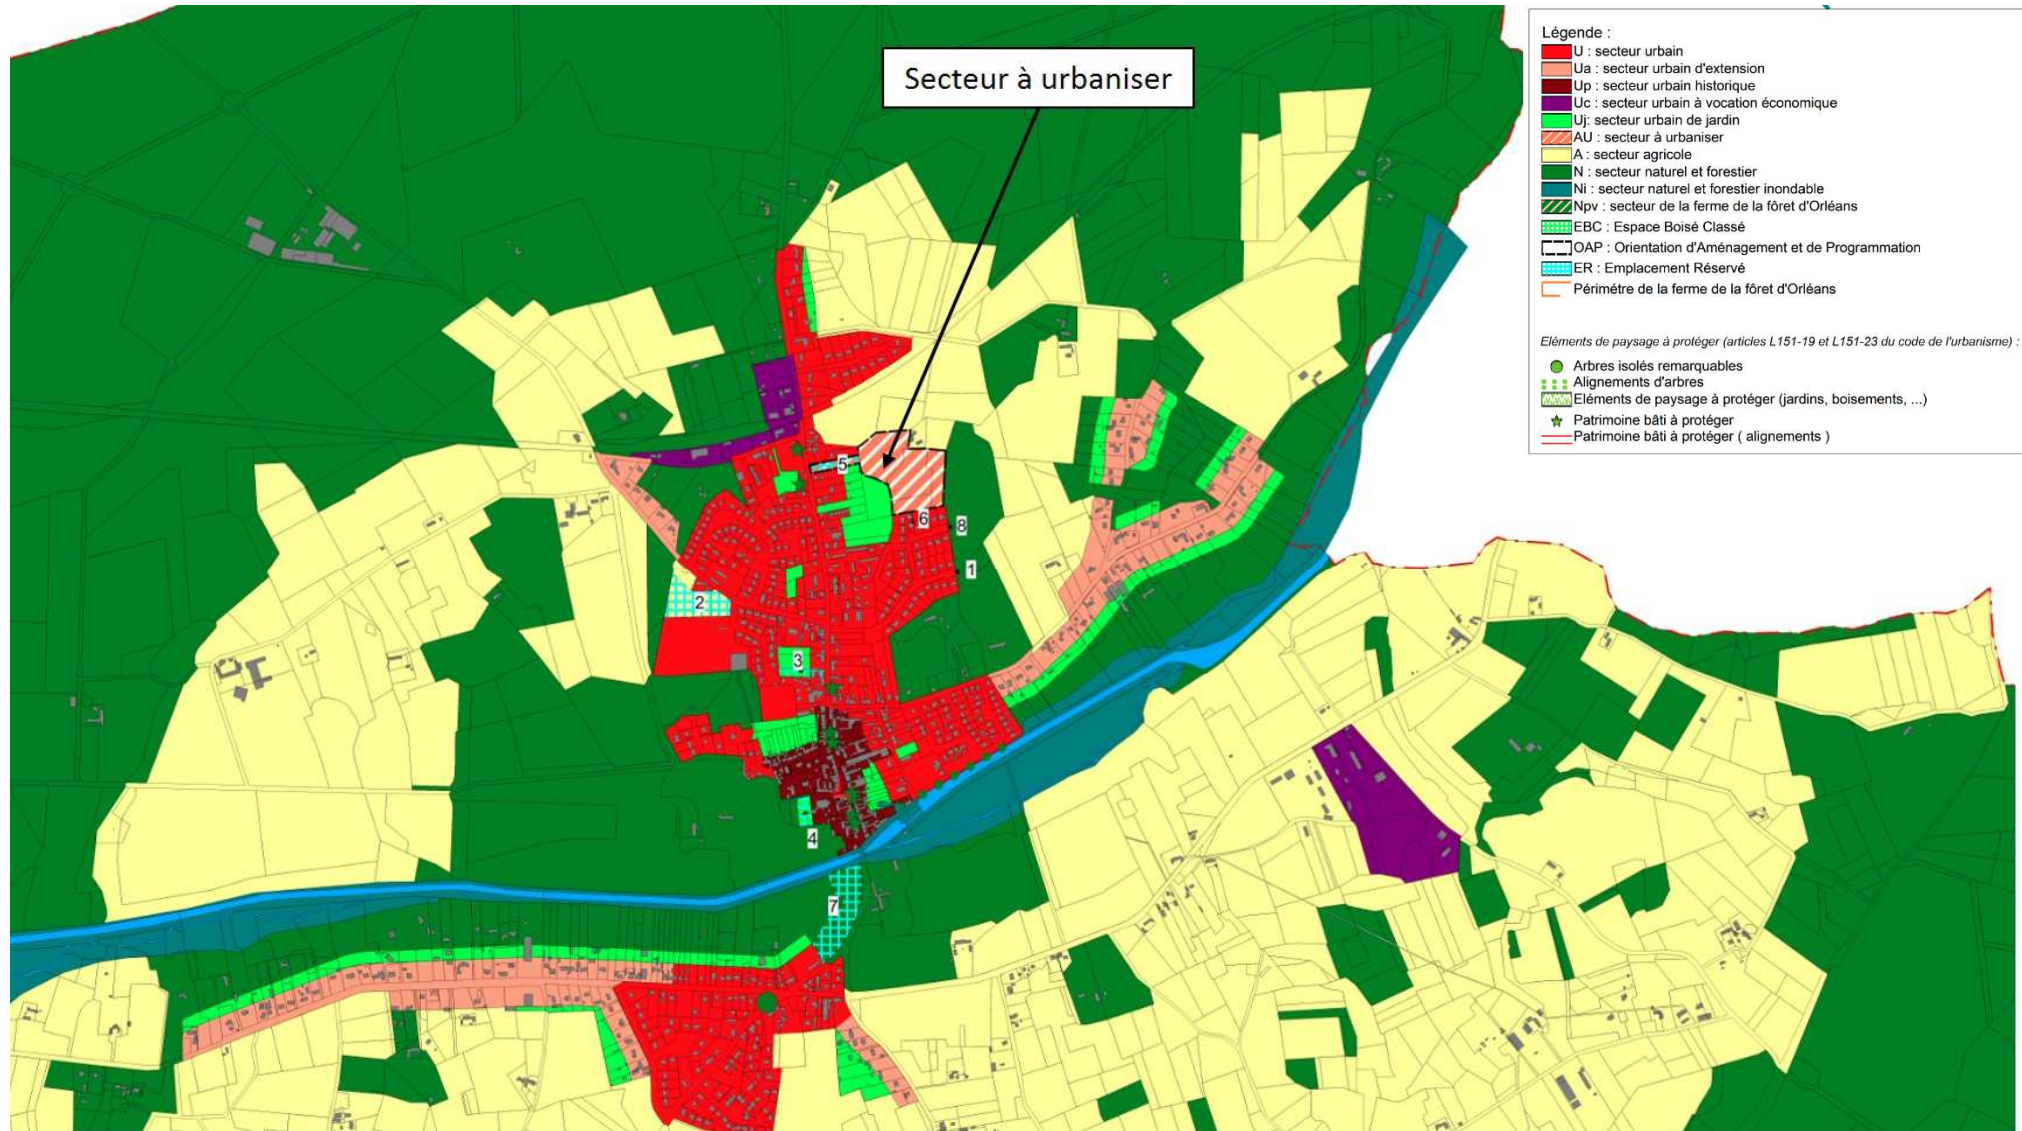 Secteur à urbaniser
Légende :
U : secteur urbain
Ua : secteur urbain d'extension
Up : secteur urbain historique
Uc : secteur urbain à vocation économique
Uj: secteur urbain de jardin
AU : secteur à urbaniser
A : secteur agricole
N : secteur naturel et forestier
Ni : secteur naturel et forestier inondable
Npv : secteur de la ferme de la fôret d'Orléans
EBC : Espace Boisé Classé
OAP : Orientation d'Aménagement et de Programmation
ER : Emplacement Réservé
Périmétre de la ferme de la fôret d'Orléans
Eléments de paysage à protéger (articles L151-19 et L151-23 du code de l'urbanisme) :
Arbres isolés remarquables
Alignements d'arbres
Eléments de paysage à protéger (jardins, boisements, ...)
Patrimoine bâti à protéger
Patrimoine bâti à protéger ( alignements )
5
6
8
1
2
3
4
7